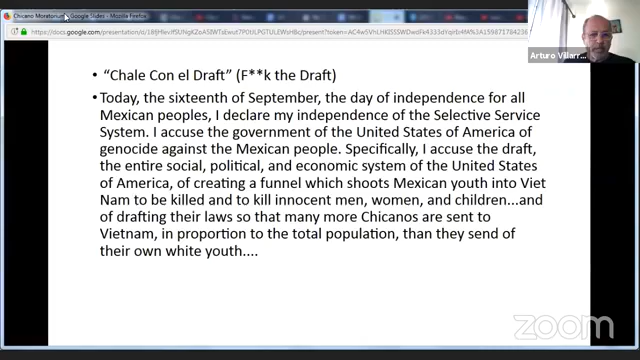 Chicano Moratorium - Google Slides - Mozilla Firefox
https://docs.google.com/presentation/
Arturo Villarr...
• “Chale Con el Draft” (F**k the Draft)
• Today, the sixteenth of September, the day of independence for all
Mexican peoples, I declare my independence of the Selective Service
System. I accuse the government of the United States of America of
genocide against the Mexican people. Specifically, I accuse the draft,
the entire social, political, and economic system of the United States
of America, of creating a funnel which shoots Mexican youth into Viet
Nam to be killed and to kill innocent men, women, and children...and
of drafting their laws so that many more Chicanos are sent to
Vietnam, in proportion to the total population, than they send of
their own white youth....
zoom